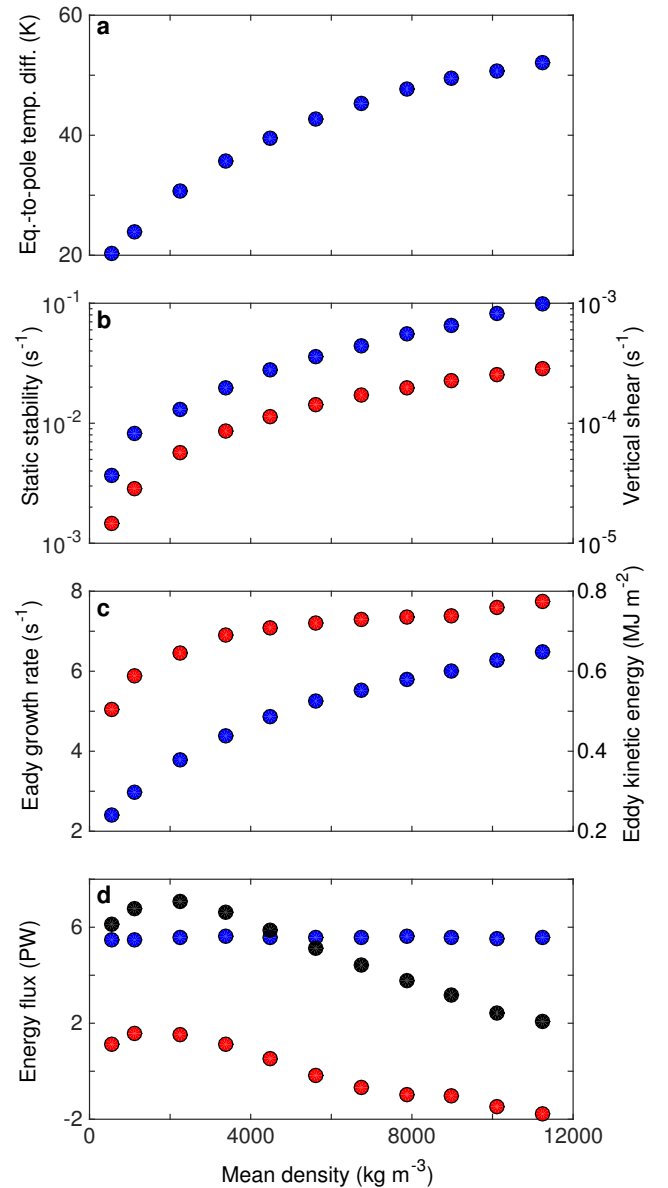 a
60
40
20
Eq.-to-pole temp. diff. (K)
b
10^-1
10^-2
10^-3
Static stability (s^-1)
10^-3
10^-4
10^-5
Vertical shear (s^-1)
c
8
6
4
2
Eady growth rate (s^-1)
0.8
0.6
0.4
0.2
Eddy kinetic energy (MJ m^-2)
d
6
2
-2
Energy flux (PW)
0 4000 8000 12000
Mean density (kg m^-3)